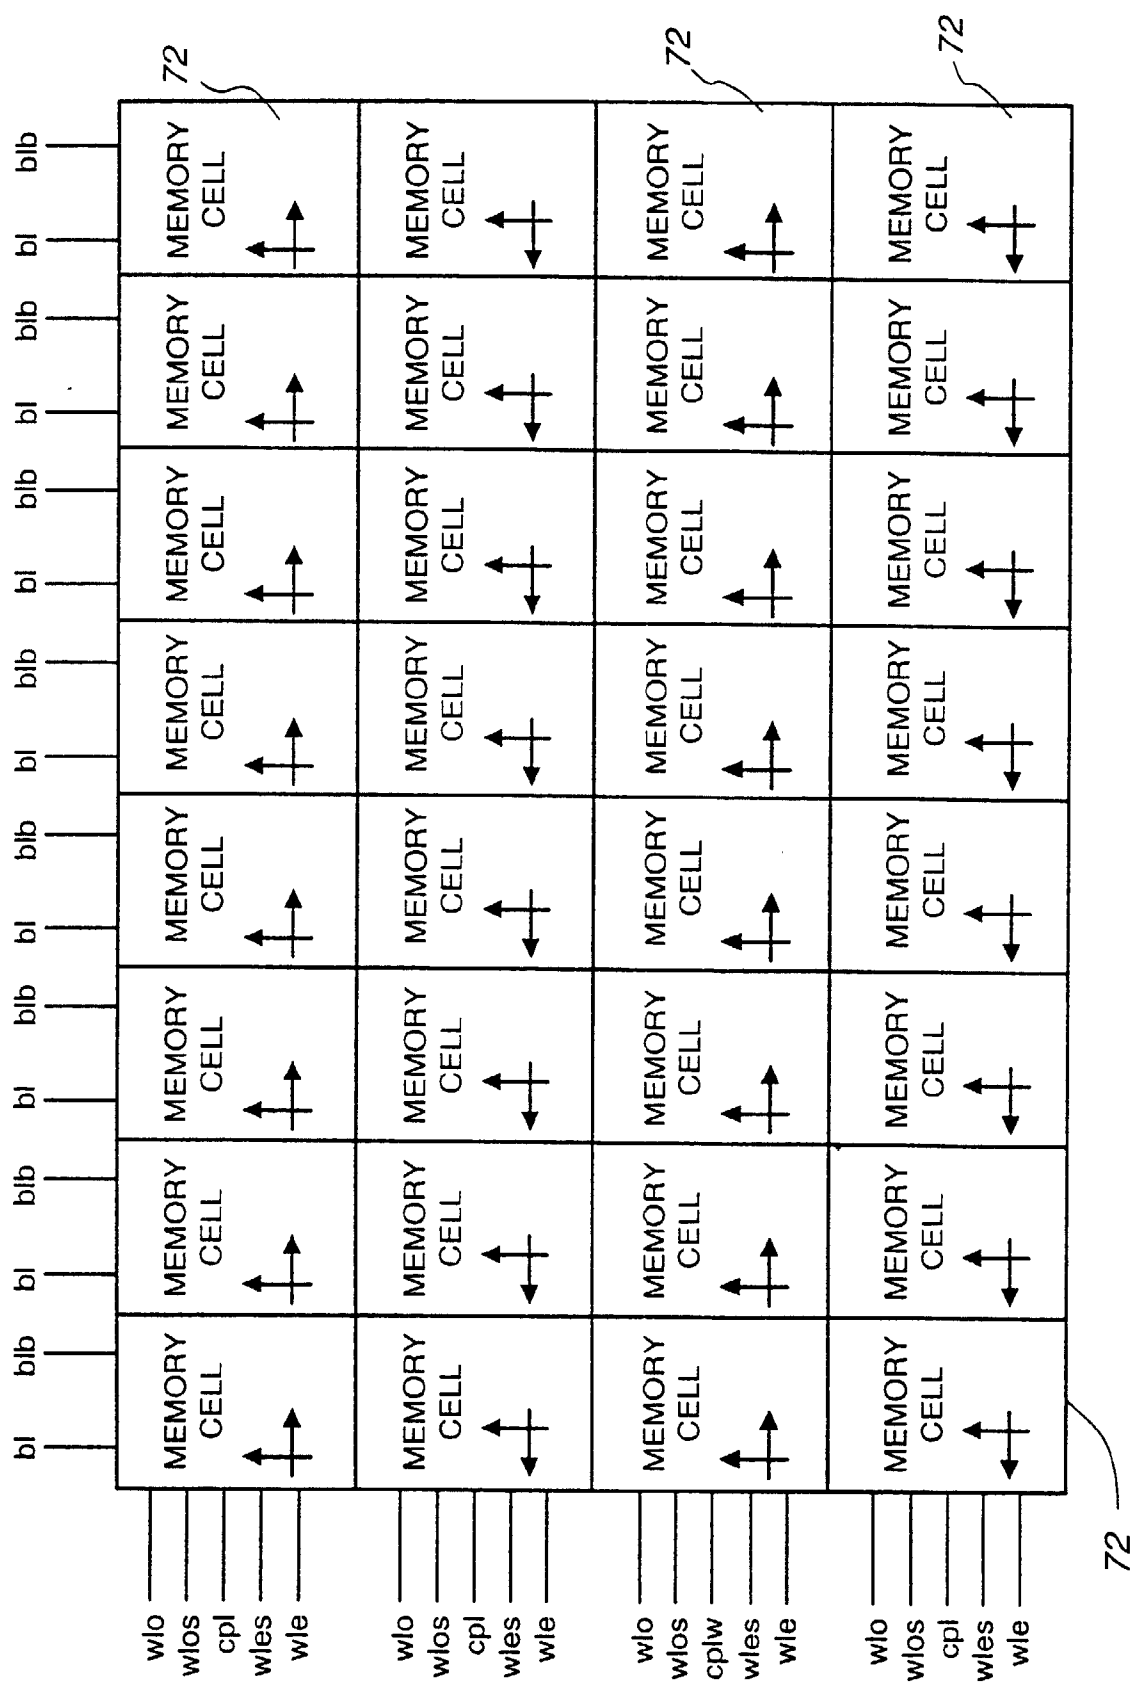 bl blb bl blb bl blb bl blb bl blb bl blb bl blb bl blb
wlo
MEMORY MEMORY MEMORY MEMORY MEMORY MEMORY MEMORY MEMORY 72
wlos
CELL CELL CELL CELL CELL CELL CELL CELL
cpl
wles
wle
wlo
MEMORY MEMORY MEMORY MEMORY MEMORY MEMORY MEMORY MEMORY
wlos
CELL CELL CELL CELL CELL CELL CELL CELL
cpl
wles
wle
wlo
MEMORY MEMORY MEMORY MEMORY MEMORY MEMORY MEMORY MEMORY 72
wlos
CELL CELL CELL CELL CELL CELL CELL CELL
cplw
wles
wle
wlo
MEMORY MEMORY MEMORY MEMORY MEMORY MEMORY MEMORY MEMORY 72
wlos
CELL CELL CELL CELL CELL CELL CELL CELL
cpl
wles
wle
72